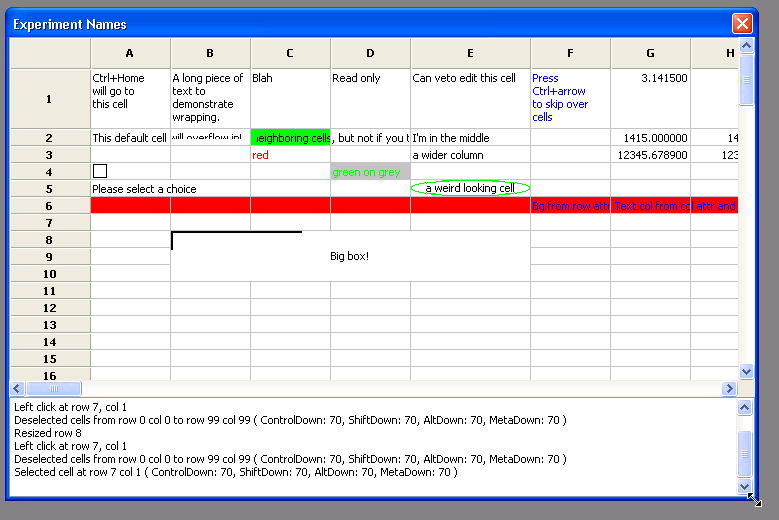 Experiment Names
A B C D E F G H
1
Ctrl+Home
will go to
this cell
A long piece of
text to
demonstrate
wrapping.
Blah
Read only
Can veto edit this cell
Press
Ctrl+arrow
to skip over
cells
3.141500
2 This default cell will overflow neighboring cells , but not if you I'm in the middle 1415.000000 14
3 red a wider column 12345.678900 123
4 green on grey
5 Please select a choice a weird looking cell
6 Bg from row attr Text col from col attr and
7
8
9 Big box!
10
11
12
13
14
15
16
Left click at row 7, col 1
Deselected cells from row 0 col 0 to row 99 col 99 ( ControlDown: 70, ShiftDown: 70, AltDown: 70, MetaDown: 70 )
Resized row 8
Left click at row 7, col 1
Deselected cells from row 0 col 0 to row 99 col 99 ( ControlDown: 70, ShiftDown: 70, AltDown: 70, MetaDown: 70 )
Selected cell at row 7 col 1 ( ControlDown: 70, ShiftDown: 70, AltDown: 70, MetaDown: 70 )